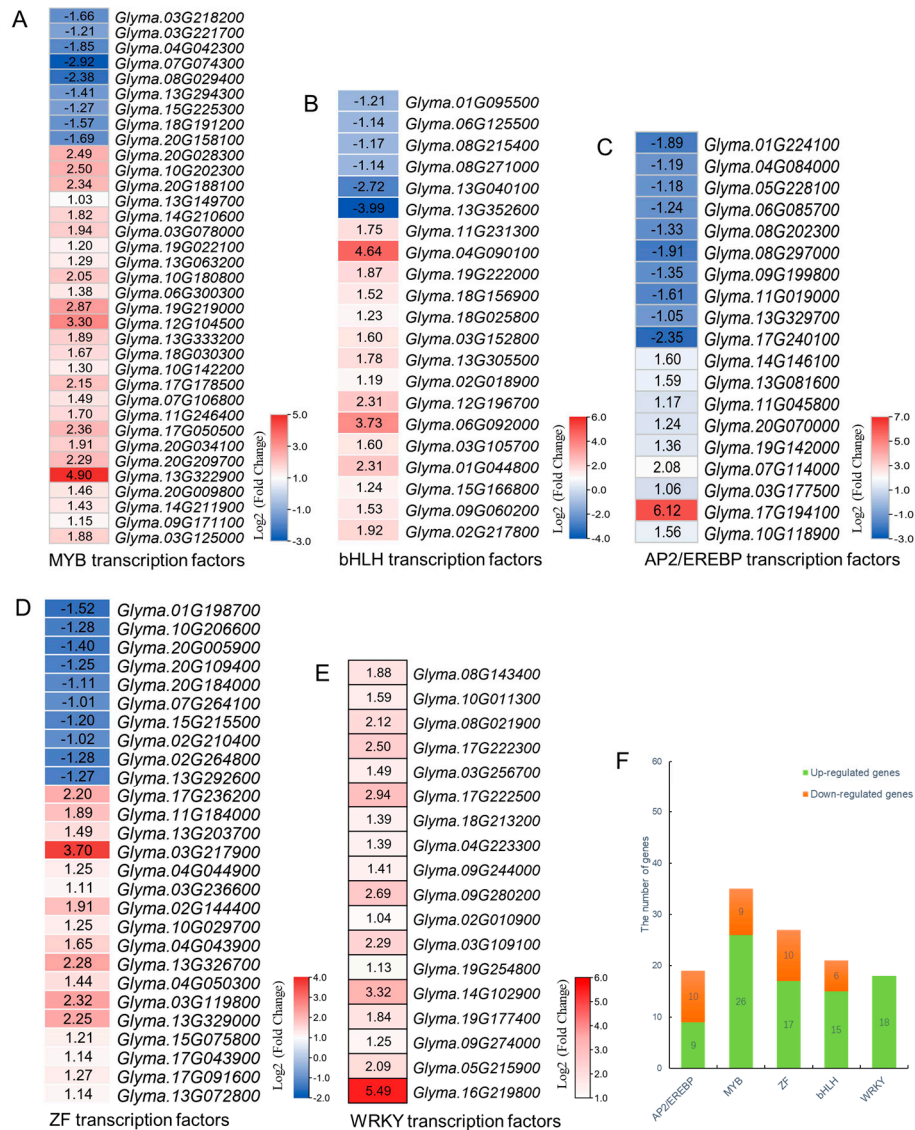 A
-1.66 Glyma.03G218200
-1.21 Glyma.03G221700
-1.85 Glyma.04G042300
-2.92 Glyma.07G074300
-2.38 Glyma.08G029400
-1.41 Glyma.13G294300
-1.27 Glyma.15G225300
-1.57 Glyma.18G191200
-1.69 Glyma.20G158100
2.49 Glyma.20G028300
2.50 Glyma.10G202300
2.34 Glyma.20G188100
1.03 Glyma.13G149700
1.82 Glyma.14G210600
1.94 Glyma.03G078000
1.20 Glyma.19G022100
1.29 Glyma.13G063200
2.05 Glyma.10G180800
1.38 Glyma.06G300300
2.87 Glyma.19G219000
3.30 Glyma.12G104500
1.89 Glyma.13G333200
1.67 Glyma.18G030300
1.30 Glyma.10G142200
2.15 Glyma.17G178500
1.49 Glyma.07G106800
1.70 Glyma.11G246400
2.36 Glyma.17G050500
1.91 Glyma.20G034100
2.29 Glyma.20G209700
4.90 Glyma.13G322900
1.46 Glyma.20G009800
1.43 Glyma.14G211900
1.15 Glyma.09G171100
1.88 Glyma.03G125000
MYB transcription factors
Log2 (Fold Change)
5.0
4.0
3.0
2.0
1.0
0.0
-1.0
-2.0
-3.0
B
-1.21 Glyma.01G095500
-1.14 Glyma.06G125500
-1.17 Glyma.08G215400
-1.14 Glyma.08G271000
-2.72 Glyma.13G040100
-3.99 Glyma.13G352600
1.75 Glyma.11G231300
4.64 Glyma.04G090100
1.87 Glyma.19G222000
1.52 Glyma.18G156900
1.23 Glyma.18G025800
1.60 Glyma.03G152800
1.78 Glyma.13G305500
1.19 Glyma.02G018900
2.31 Glyma.12G196700
3.73 Glyma.06G092000
1.60 Glyma.03G105700
2.31 Glyma.01G044800
1.24 Glyma.15G166800
1.53 Glyma.09G060200
1.92 Glyma.02G217800
bHLH transcription factors
Log2 (Fold Change)
6.0
4.0
2.0
0.0
-2.0
-4.0
C
-1.89 Glyma.01G224100
-1.19 Glyma.04G084000
-1.18 Glyma.05G228100
-1.24 Glyma.06G085700
-1.33 Glyma.08G202300
-1.91 Glyma.08G297000
-1.35 Glyma.09G199800
-1.61 Glyma.11G019000
-1.05 Glyma.13G329700
-2.35 Glyma.17G240100
1.60 Glyma.14G146100
1.59 Glyma.13G081600
1.17 Glyma.11G045800
1.24 Glyma.20G070000
1.36 Glyma.19G142000
2.08 Glyma.07G114000
1.06 Glyma.03G177500
6.12 Glyma.17G194100
1.56 Glyma.10G118900
AP2/EREBP transcription factors
Log2 (Fold Change)
7.0
5.0
3.0
1.0
-1.0
-3.0
D
-1.52 Glyma.01G198700
-1.28 Glyma.10G206600
-1.40 Glyma.20G005900
-1.25 Glyma.20G109400
-1.11 Glyma.20G184000
-1.01 Glyma.07G264100
-1.20 Glyma.15G215500
-1.02 Glyma.02G210400
-1.28 Glyma.02G264800
-1.27 Glyma.13G292600
2.20 Glyma.17G236200
1.89 Glyma.11G184000
1.49 Glyma.13G203700
3.70 Glyma.03G217900
1.25 Glyma.04G044900
1.11 Glyma.03G236600
1.91 Glyma.02G144400
1.25 Glyma.10G029700
1.65 Glyma.04G043900
2.28 Glyma.13G326700
1.44 Glyma.04G050300
2.32 Glyma.03G119800
2.25 Glyma.13G329000
1.21 Glyma.15G075800
1.14 Glyma.17G043900
1.27 Glyma.17G091600
1.14 Glyma.13G072800
ZF transcription factors
Log2 (Fold Change)
4.0
3.0
2.0
1.0
0.0
-1.0
-2.0
E
1.88 Glyma.08G143400
1.59 Glyma.10G011300
2.12 Glyma.08G021900
2.50 Glyma.17G222300
1.49 Glyma.03G256700
2.94 Glyma.17G222500
1.39 Glyma.18G213200
1.39 Glyma.04G223300
1.41 Glyma.09G244000
2.69 Glyma.09G280200
1.04 Glyma.02G010900
2.29 Glyma.03G109100
1.13 Glyma.19G254800
3.32 Glyma.14G102900
1.84 Glyma.19G177400
1.25 Glyma.09G274000
2.09 Glyma.05G215900
5.49 Glyma.16G219800
WRKY transcription factors
Log2 (Fold Change)
6.0
5.0
4.0
3.0
2.0
1.0
F
Up-regulated genes
Down-regulated genes
The number of genes
60
50
40
30
20
10
0
10
9
9
26
10
17
6
15
18
AP2/EREBP
MYB
ZF
bHLH
WRKY